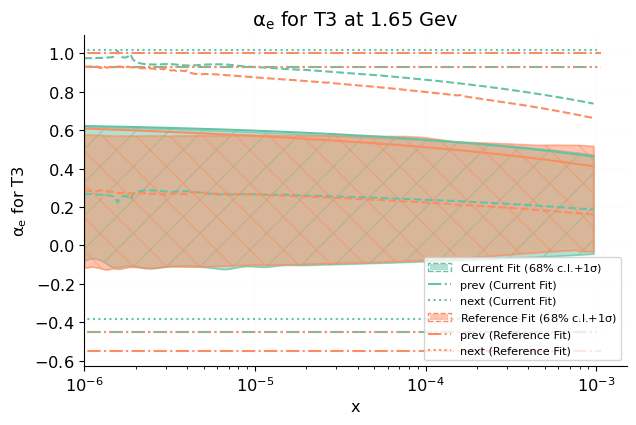 αe for T3 at 1.65 Gev
αe for T3
1.0
0.8
0.6
0.4
0.2
0.0
−0.2
−0.4
−0.6
10−6
10−5
10−4
10−3
x
Current Fit (68% c.l.+1σ)
prev (Current Fit)
next (Current Fit)
Reference Fit (68% c.l.+1σ)
prev (Reference Fit)
next (Reference Fit)